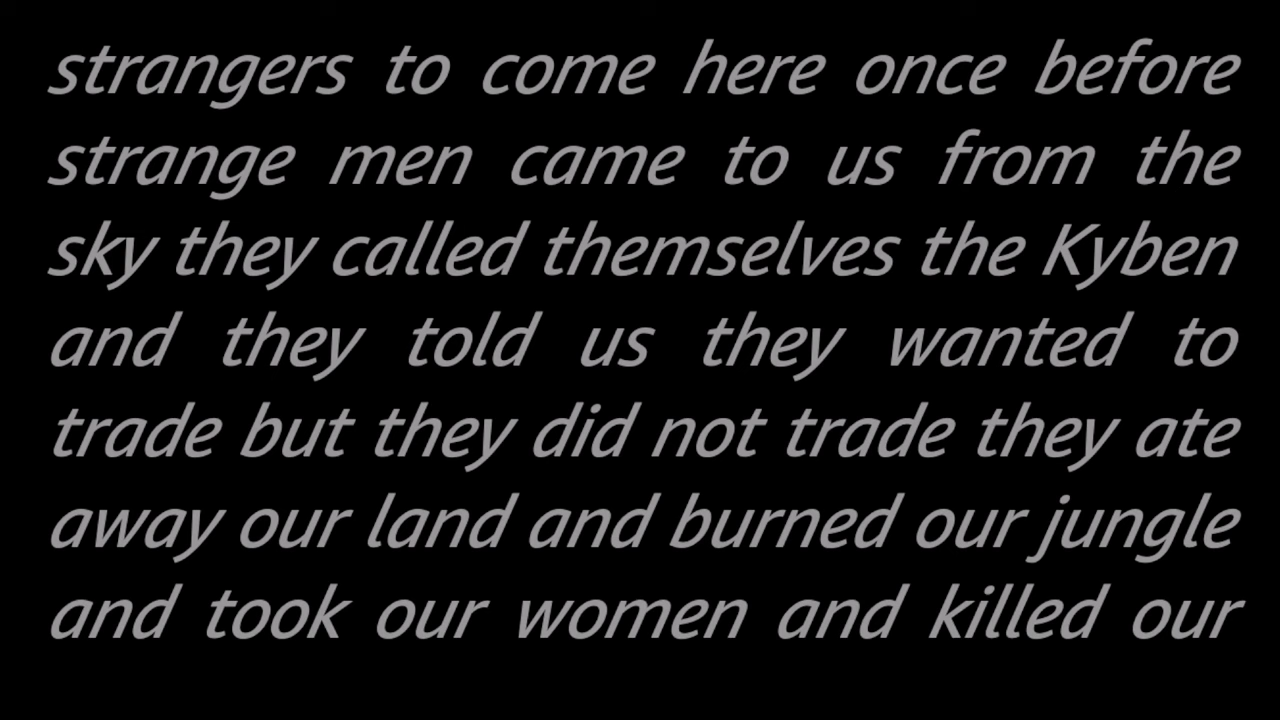 strangers to come here once before
strange men came to us from the
sky they called themselves the Kyben
and they told us they wanted to
trade but they did not trade they ate
away our land and burned our jungle
and took our women and killed our